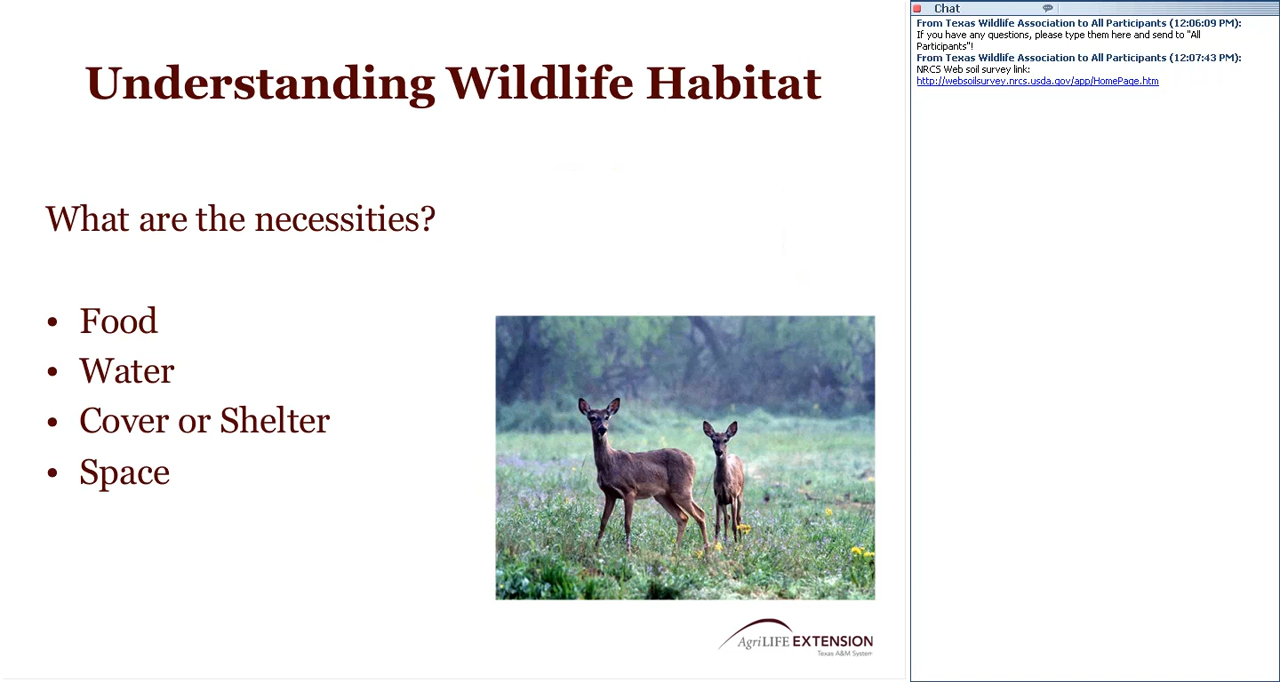 Understanding Wildlife Habitat
What are the necessities?
• Food
• Water
• Cover or Shelter
• Space
AgriLIFE EXTENSION
Texas A&M System
Chat
From Texas Wildlife Association to All Participants (12:06:09 PM):
If you have any questions, please type them here and send to "All
Participants"!
From Texas Wildlife Association to All Participants (12:07:43 PM):
NRCS Web soil survey link:
http://websoilsurvey.nrcs.usda.gov/app/HomePage.htm